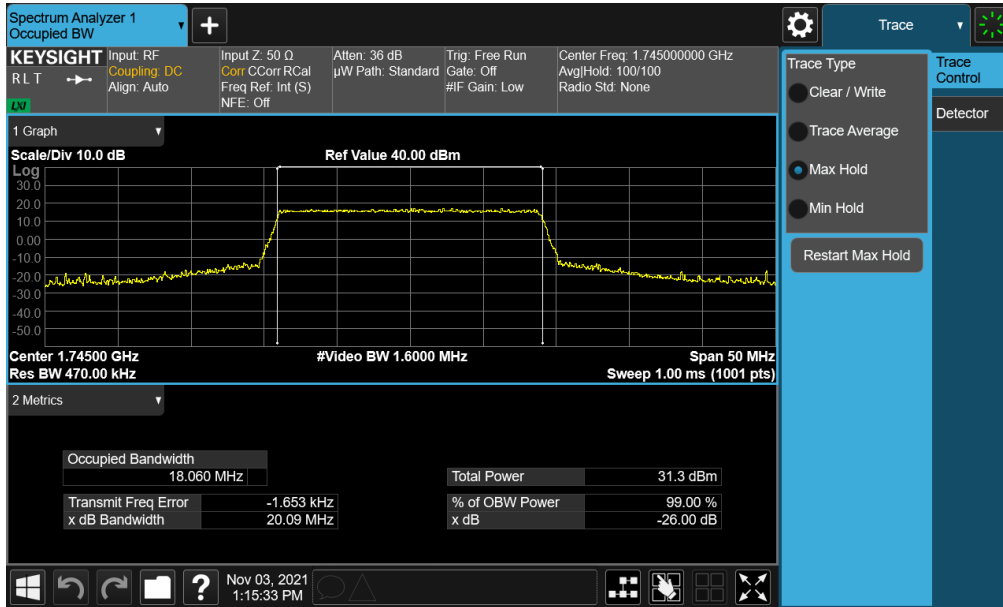 Spectrum Analyzer 1
Occupied BW
+
Trace
KEYSIGHT
R L T
LXI
Input: RF
Coupling: DC
Align: Auto
Input Z: 50 Ω
Corr CCorr RCal
Freq Ref: Int (S)
NFE: Off
Atten: 36 dB
µW Path: Standard
Trig: Free Run
Gate: Off
#IF Gain: Low
Center Freq: 1.745000000 GHz
Avg|Hold: 100/100
Radio Std: None
1 Graph
Scale/Div 10.0 dB
Ref Value 40.00 dBm
Log
30.0
20.0
10.0
0.00
-10.0
-20.0
-30.0
-40.0
-50.0
Center 1.74500 GHz
#Video BW 1.6000 MHz
Span 50 MHz
Res BW 470.00 kHz
Sweep 1.00 ms (1001 pts)
2 Metrics
Occupied Bandwidth
18.060 MHz
Total Power 31.3 dBm
Transmit Freq Error -1.653 kHz
% of OBW Power 99.00 %
x dB Bandwidth 20.09 MHz
x dB -26.00 dB
Trace Type
Clear / Write
Trace Average
Max Hold
Min Hold
Restart Max Hold
Trace
Control
Detector
?
Nov 03, 2021
1:15:33 PM